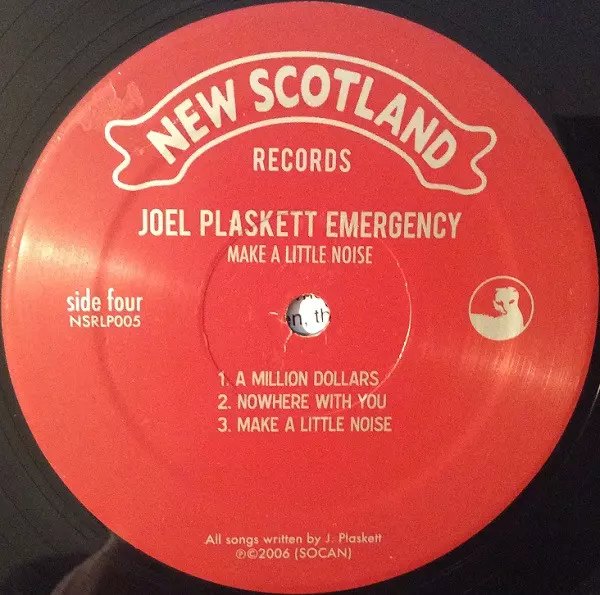 NEW SCOTLAND
RECORDS
JOEL PLASKETT EMERGENCY
MAKE A LITTLE NOISE
side four
NSRLP005
n, th
1. A MILLION DOLLARS
2. NOWHERE WITH YOU
3. MAKE A LITTLE NOISE
All songs written by J. Plaskett
℗©2006 (SOCAN)